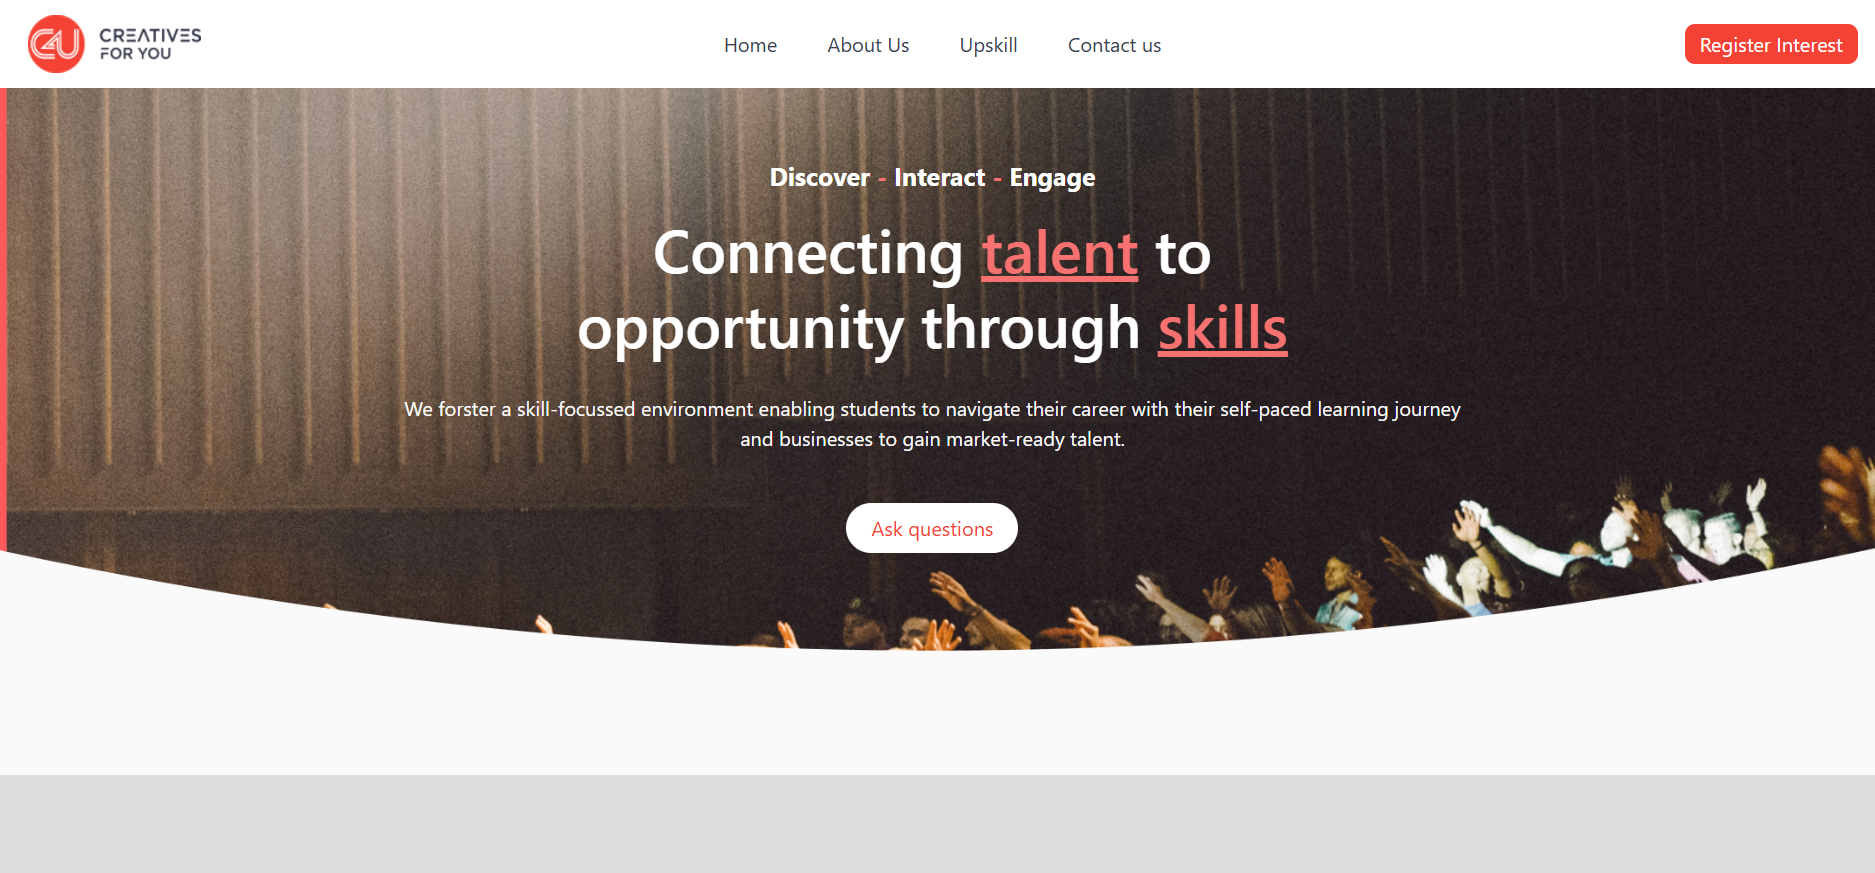 C4U
CREATIVES
FOR YOU
Home
About Us
Upskill
Contact us
Register Interest
Discover - Interact - Engage
Connecting talent to
opportunity through skills
We forster a skill-focussed environment enabling students to navigate their career with their self-paced learning journey
and businesses to gain market-ready talent.
Ask questions